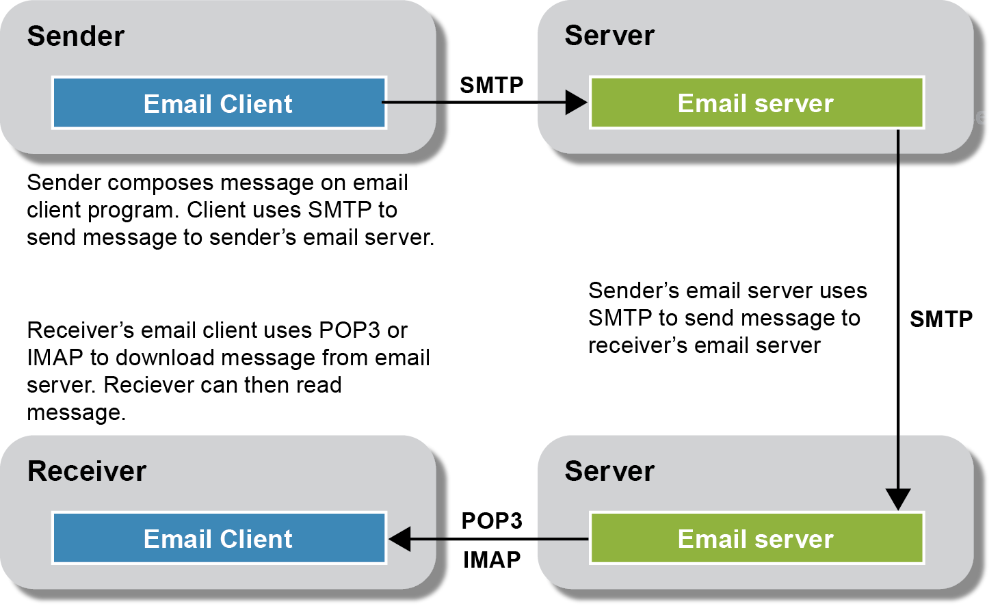 Sender
Email Client
SMTP
Server
Email server
Sender composes message on email
client program. Client uses SMTP to
send message to sender’s email server.
Sender’s email server uses
SMTP to send message to
receiver’s email server
SMTP
Receiver’s email client uses POP3 or
IMAP to download message from email
server. Reciever can then read
message.
Receiver
Email Client
POP3
IMAP
Server
Email server